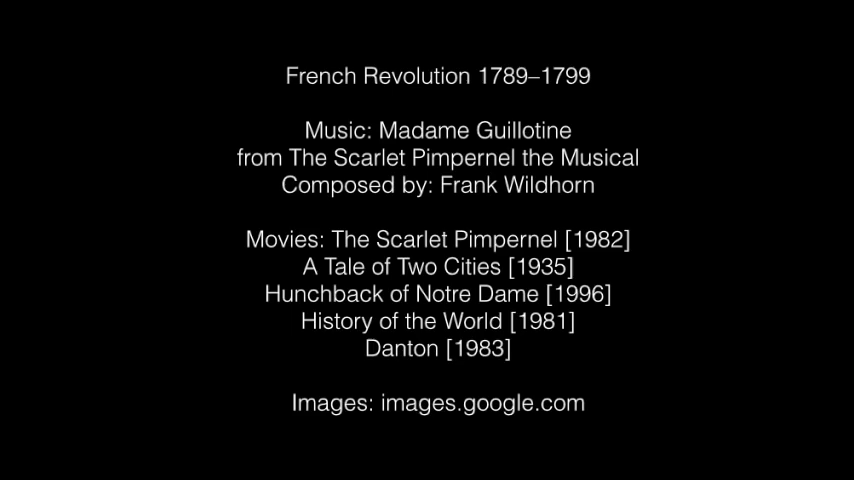 French Revolution 1789–1799
Music: Madame Guillotine
from The Scarlet Pimpernel the Musical
Composed by: Frank Wildhorn
Movies: The Scarlet Pimpernel [1982]
A Tale of Two Cities [1935]
Hunchback of Notre Dame [1996]
History of the World [1981]
Danton [1983]
Images: images.google.com